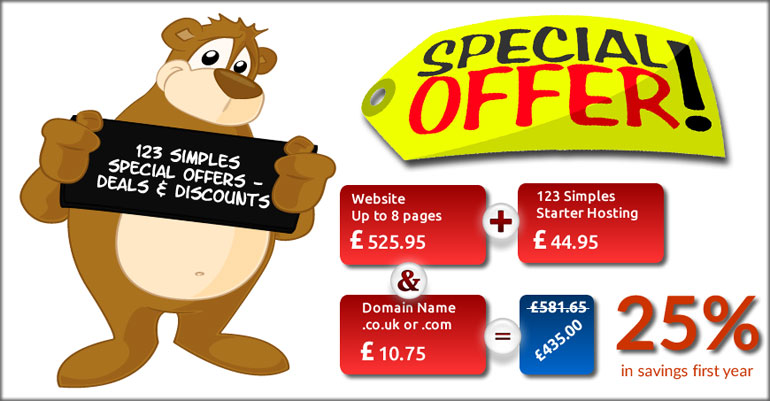 SPECIAL
OFFER!
123 SIMPLES
SPECIAL OFFERS -
DEALS & DISCOUNTS
Website
Up to 8 pages
£ 525.95
+
123 Simples
Starter Hosting
£ 44.95
&
Domain Name
.co.uk or .com
£ 10.75
=
£581.65
£435.00
25%
in savings first year